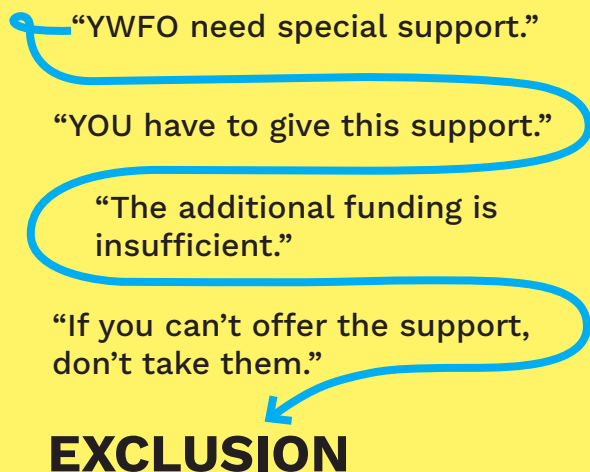 “YWFO need special support.”
“YOU have to give this support.”
“The additional funding is
insufficient.”
“If you can’t offer the support,
don’t take them.”
EXCLUSION